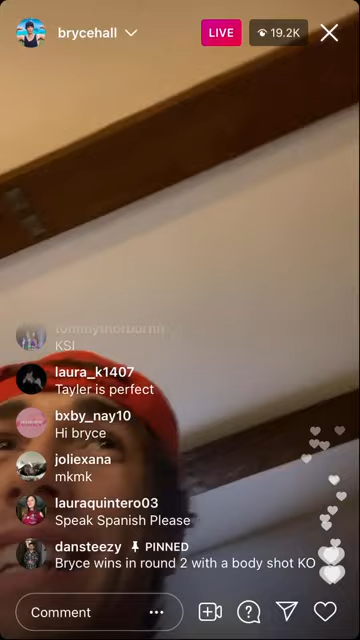 brycehall
LIVE
19.2K
tommythorburnn
KSI
laura_k1407
Tayler is perfect
bxby_nay10
Hi bryce
joliexana
mkmk
lauraquintero03
Speak Spanish Please
dansteezy PINNED
Bryce wins in round 2 with a body shot KO
Comment